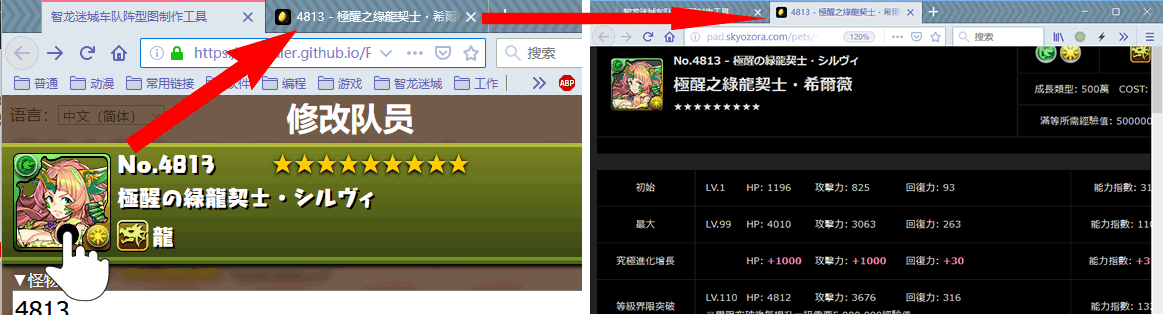 智龙迷城车队阵型图制作工具
4813 - 極醒之綠龍契士・希爾
https://
ier.github.io/P
搜索
普通
动漫
常用链接
软件
编程
游戏
智龙迷城
工作
ABP
语言：
中文（简体）
修改队员
No.4813
★★★★★★★★★
極醒の緑龍契士・シルヴィ
龍
▼怪物
4813
智龙迷城车队阵型图制作工具
4813 - 極醒之綠龍契士・希爾
pad.skyozora.com/pets/
120%
搜索
No.4813 - 極醒の緑龍契士・シルヴィ
極醒之綠龍契士・希爾薇
★★★★★★★★★
成長類型: 500萬 COST:
滿等所需經驗值: 500000
初始 LV.1 HP: 1196 攻擊力: 825 回復力: 93 能力指數: 31
最大 LV.99 HP: 4010 攻擊力: 3063 回復力: 263 能力指數: 110
究極進化增長 HP: +1000 攻擊力: +1000 回復力: +30 能力指數: +3
等級界限突破 LV.110 HP: 4812 攻擊力: 3676 回復力: 316 能力指數: 132